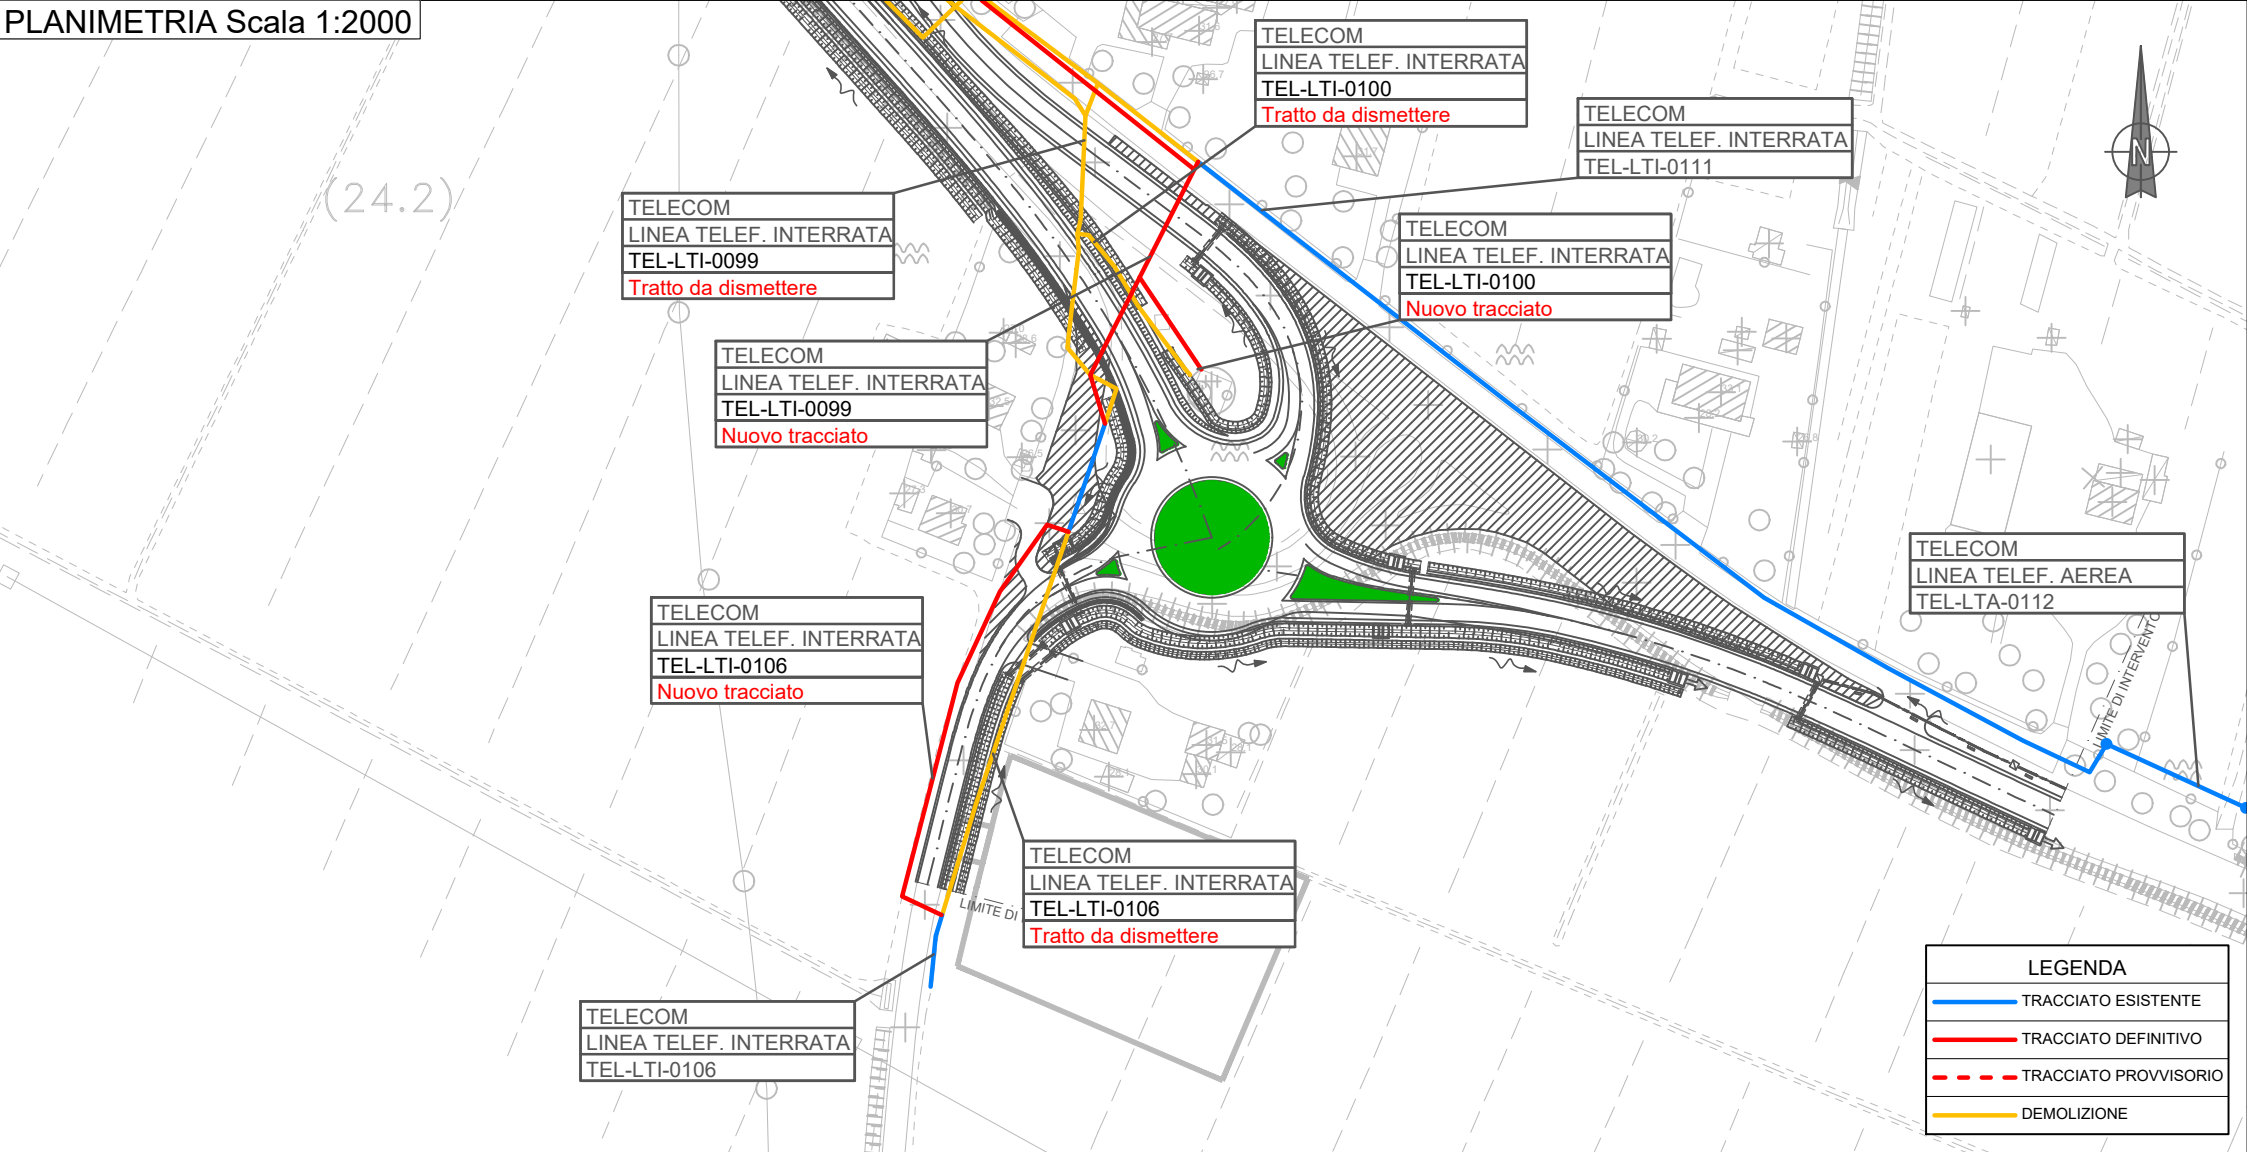 PLANIMETRIA Scala 1:2000
TELECOM
LINEA TELEF. INTERRATA
TEL-LTI-0100
Tratto da dismettere
TELECOM
LINEA TELEF. INTERRATA
TEL-LTI-0111
N
(24.2)
TELECOM
LINEA TELEF. INTERRATA
TEL-LTI-0099
Tratto da dismettere
TELECOM
LINEA TELEF. INTERRATA
TEL-LTI-0100
Nuovo tracciato
TELECOM
LINEA TELEF. INTERRATA
TEL-LTI-0099
Nuovo tracciato
TELECOM
LINEA TELEF. AEREA
TEL-LTA-0112
LIMITE DI INTERVENTO
TELECOM
LINEA TELEF. INTERRATA
TEL-LTI-0106
Nuovo tracciato
TELECOM
LINEA TELEF. INTERRATA
TEL-LTI-0106
Tratto da dismettere
LIMITE DI
TELECOM
LINEA TELEF. INTERRATA
TEL-LTI-0106
LEGENDA
TRACCIATO ESISTENTE
TRACCIATO DEFINITIVO
TRACCIATO PROVVISORIO
DEMOLIZIONE